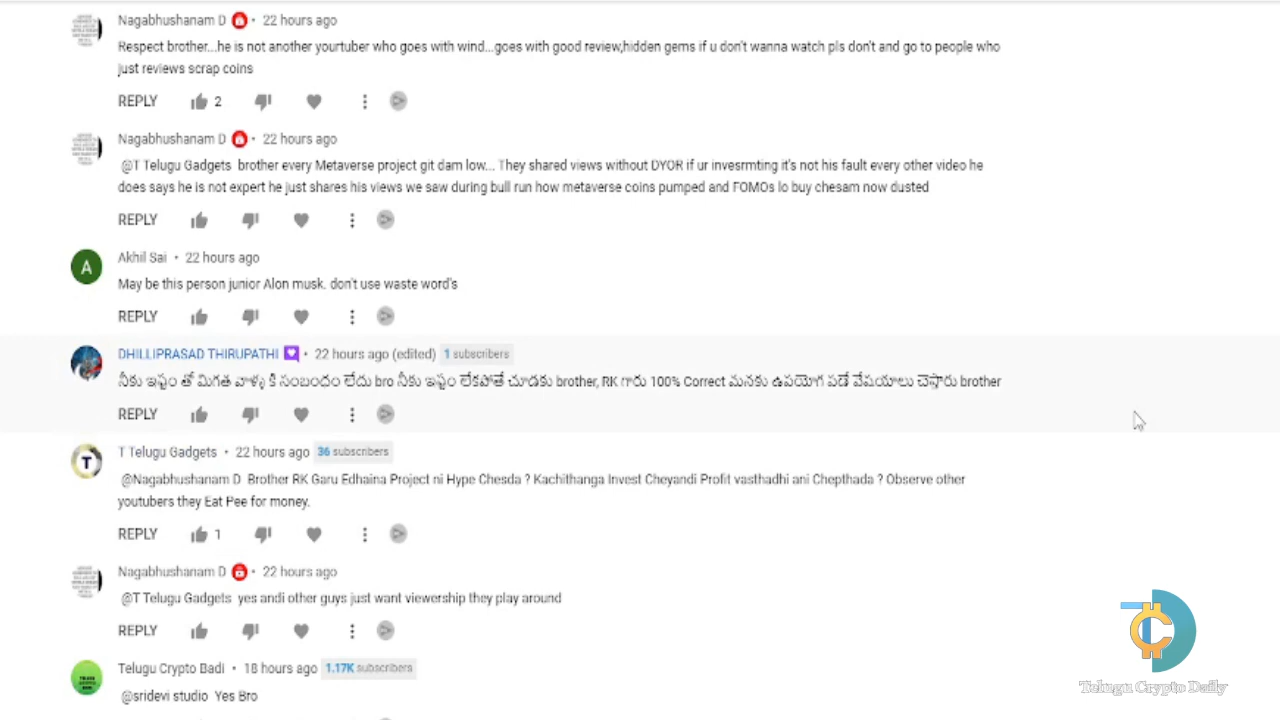 Nagabhushanam D • 22 hours ago
Respect brother...he is not another yourtuber who goes with wind...goes with good review,hidden gems if u don't wanna watch pls don't and go to people who
just reviews scrap coins
REPLY 2
Nagabhushanam D • 22 hours ago
@T Telugu Gadgets brother every Metaverse project git dam low... They shared views without DYOR if ur invesrmting it's not his fault every other video he
does says he is not expert he just shares his views we saw during bull run how metaverse coins pumped and FOMOs lo buy chesam now dusted
REPLY
A
Akhil Sai • 22 hours ago
May be this person junior Alon musk. don't use waste word's
REPLY
DHILLIPRASAD THIRUPATHI • 22 hours ago (edited) 1 subscribers
నీకు ఇష్టం తో మిగత వాళ్ళు కి సంబందం లేదు bro నీకు ఇష్టం లేకపోతే చూడకు brother, RK గారు 100% Correct మనకు ఉపయోగ పడే వేషయాలు చెప్తారు brother
REPLY
T
T Telugu Gadgets • 22 hours ago 36 subscribers
@Nagabhushanam D Brother RK Garu Edhaina Project ni Hype Chesda ? Kachithanga Invest Cheyandi Profit vasthadhi ani Chepthada ? Observe other
youtubers they Eat Pee for money.
REPLY 1
Nagabhushanam D • 22 hours ago
@T Telugu Gadgets yes andi other guys just want viewership they play around
REPLY
Telugu Crypto Badi • 18 hours ago 1.17K subscribers
@sridevi studio Yes Bro
Telugu Crypto Daily